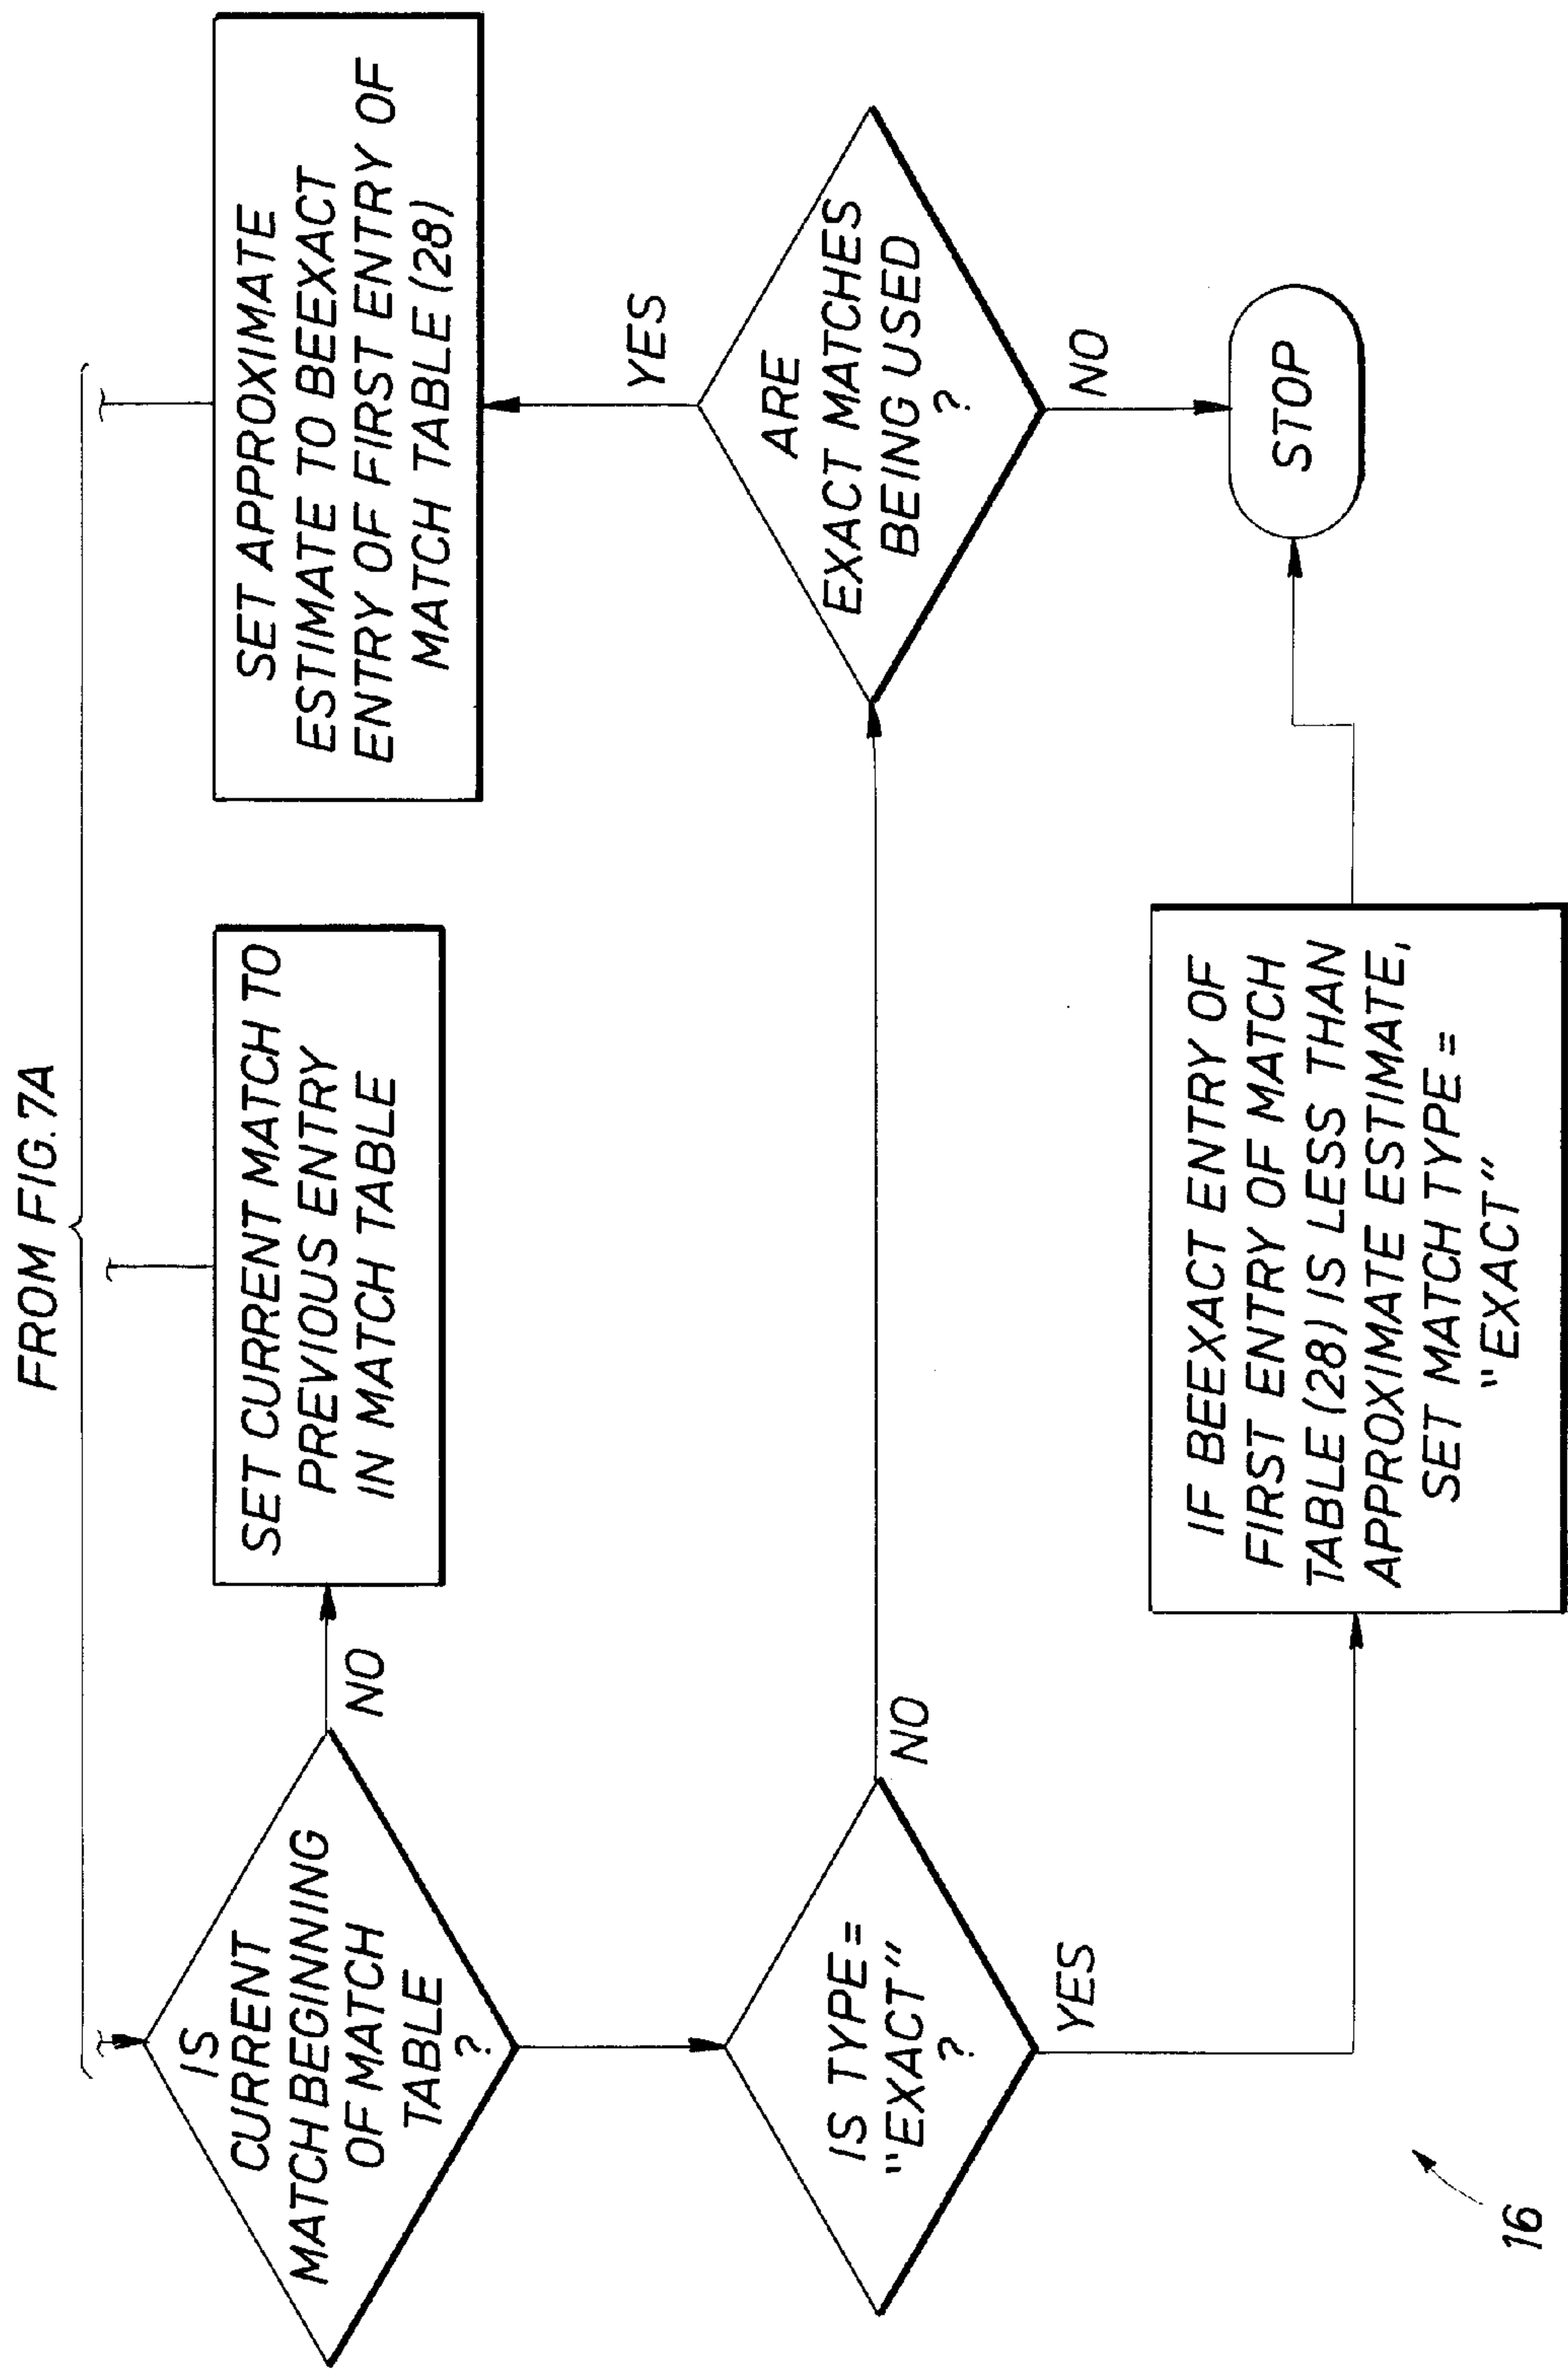 FROM FIG. 7A
IS
CURRENT
MATCH BEGINNING
OF MATCH
TABLE
?
NO
SET CURRENT MATCH TO
PREVIOUS ENTRY
IN MATCH TABLE
SET APPROXIMATE
ESTIMATE TO BEEXACT
ENTRY OF FIRST ENTRY OF
MATCH TABLE (28)
YES
IS TYPE =
"EXACT"
?
NO
ARE
EXACT MATCHES
BEING USED
?
NO
YES
IF BEEXACT ENTRY OF
FIRST ENTRY OF MATCH
TABLE (28) IS LESS THAN
APPROXIMATE ESTIMATE,
SET MATCH TYPE =
"EXACT"
STOP
16